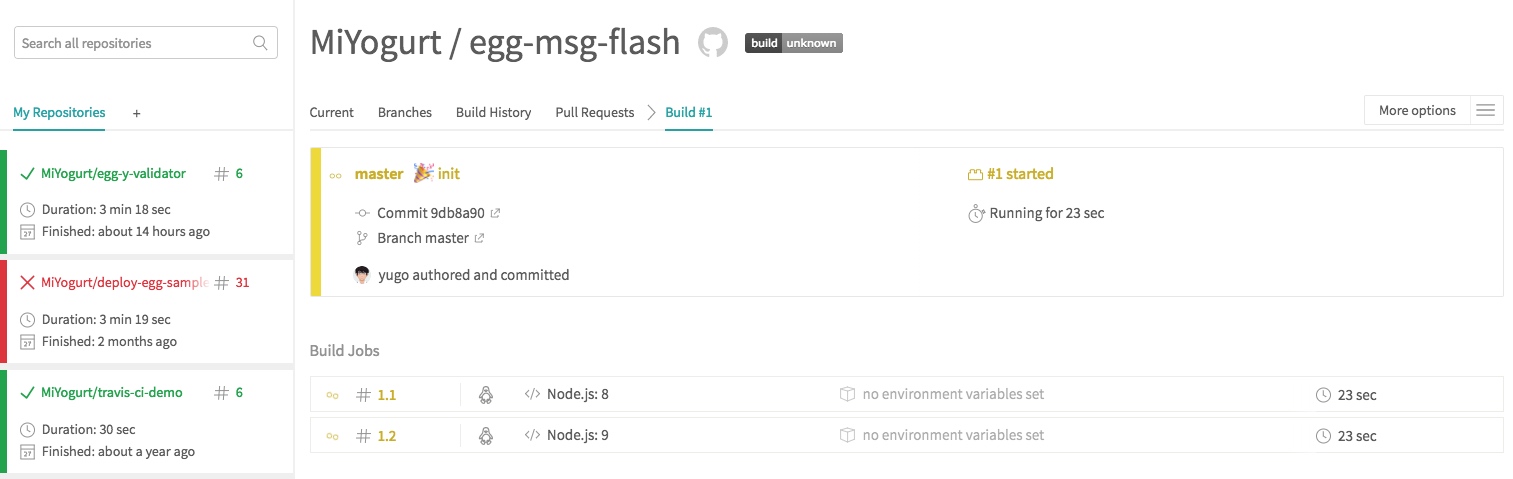 Search all repositories
My Repositories +
MiYogurt/egg-y-validator # 6
Duration: 3 min 18 sec
Finished: about 14 hours ago
MiYogurt/deploy-egg-sample # 31
Duration: 3 min 19 sec
Finished: 2 months ago
MiYogurt/travis-ci-demo # 6
Duration: 30 sec
Finished: about a year ago
MiYogurt / egg-msg-flash build unknown
Current Branches Build History Pull Requests Build #1 More options
master 🎉 init #1 started
Commit 9db8a90 Running for 23 sec
Branch master
yugo authored and committed
Build Jobs
# 1.1 </> Node.js: 8 no environment variables set 23 sec
# 1.2 </> Node.js: 9 no environment variables set 23 sec